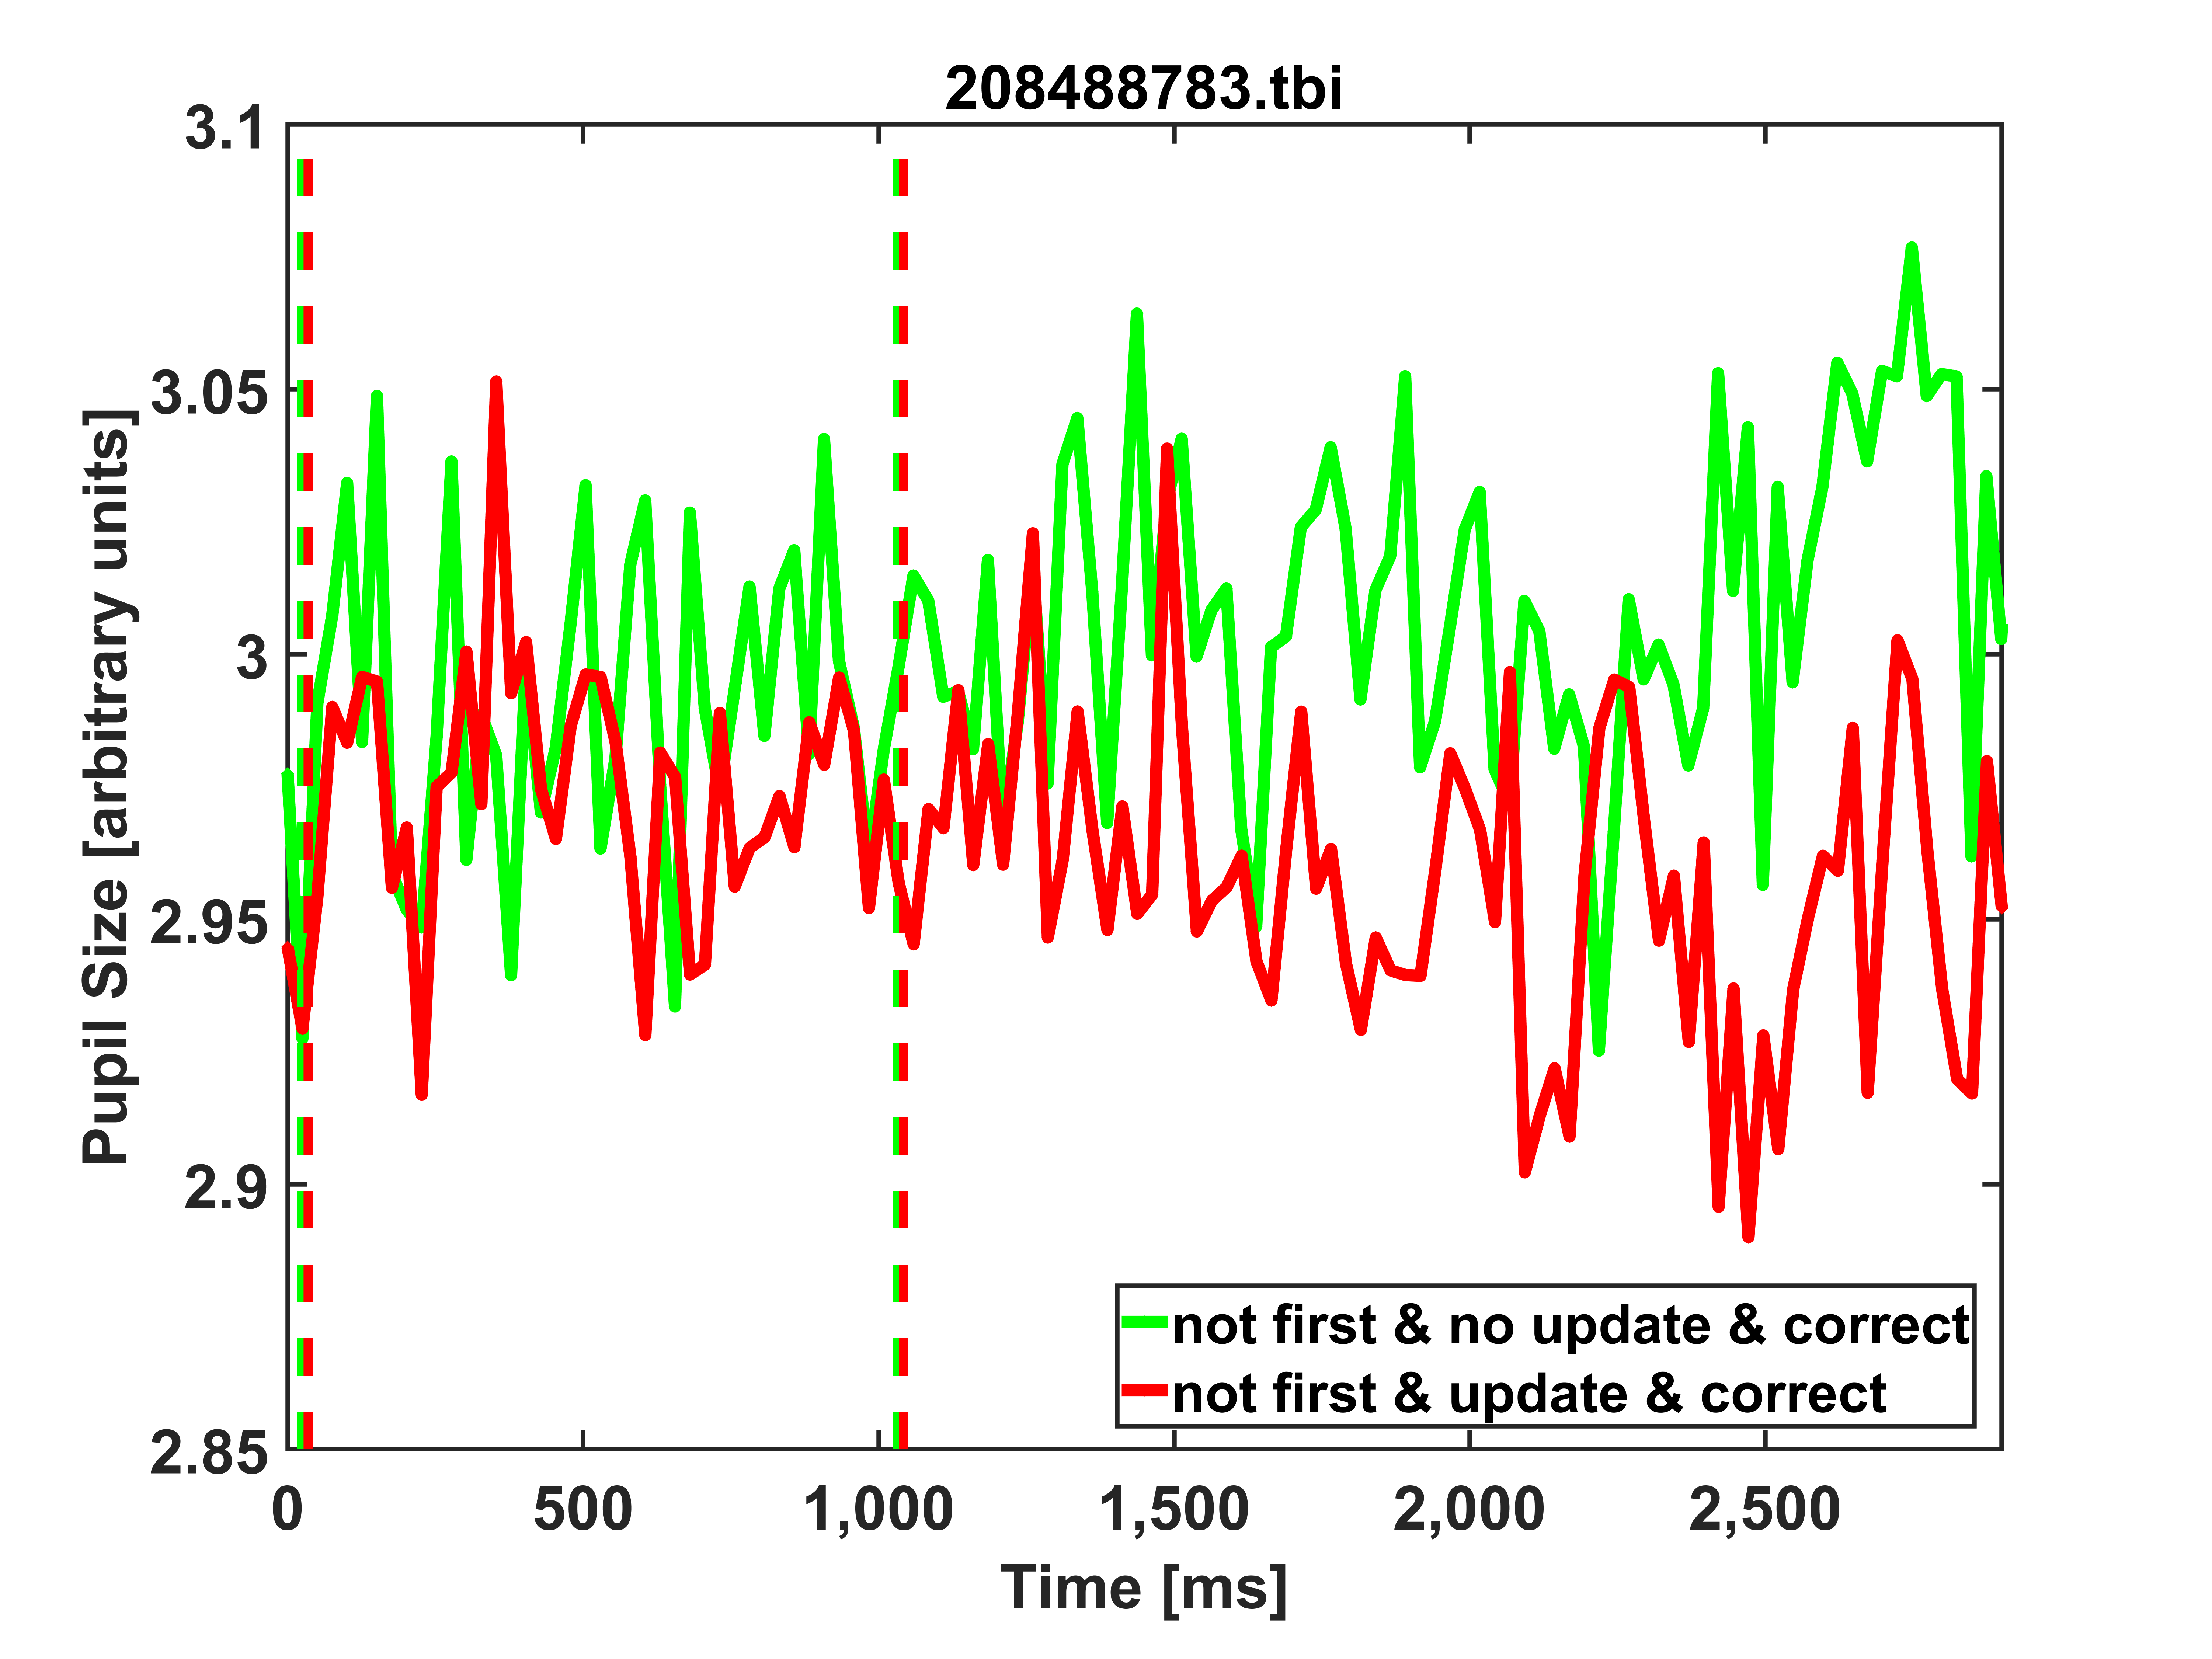 208488783.tbi
3.1
3.05
3
2.95
2.9
2.85
Pupil Size [arbitrary units]
not first & no update & correct
not first & update & correct
0 500 1,000 1,500 2,000 2,500
Time [ms]